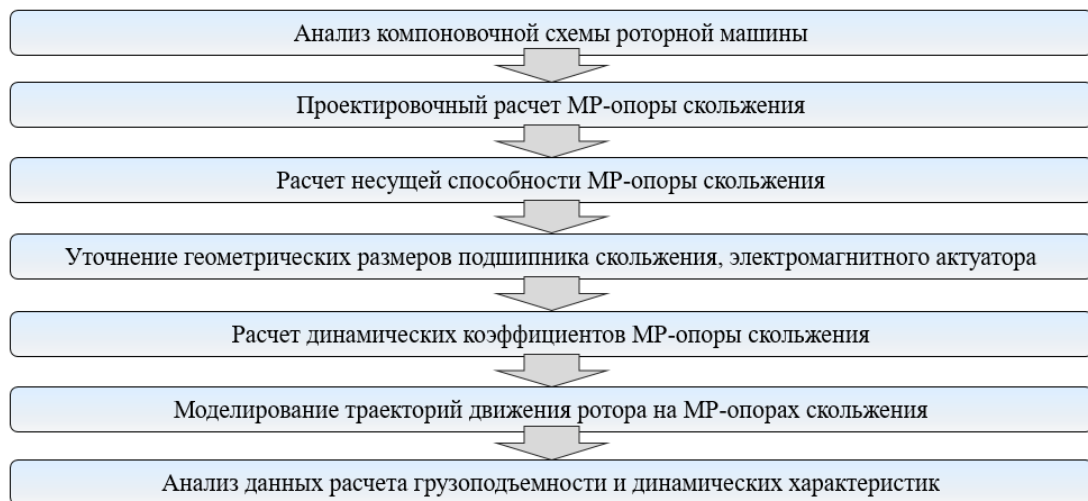 Анализ компоновочной схемы роторной машины
Проектировочный расчет МР-опоры скольжения
Расчет несущей способности МР-опоры скольжения
Уточнение геометрических размеров подшипника скольжения, электромагнитного актуатора
Расчет динамических коэффициентов МР-опоры скольжения
Моделирование траекторий движения ротора на МР-опорах скольжения
Анализ данных расчета грузоподъемности и динамических характеристик